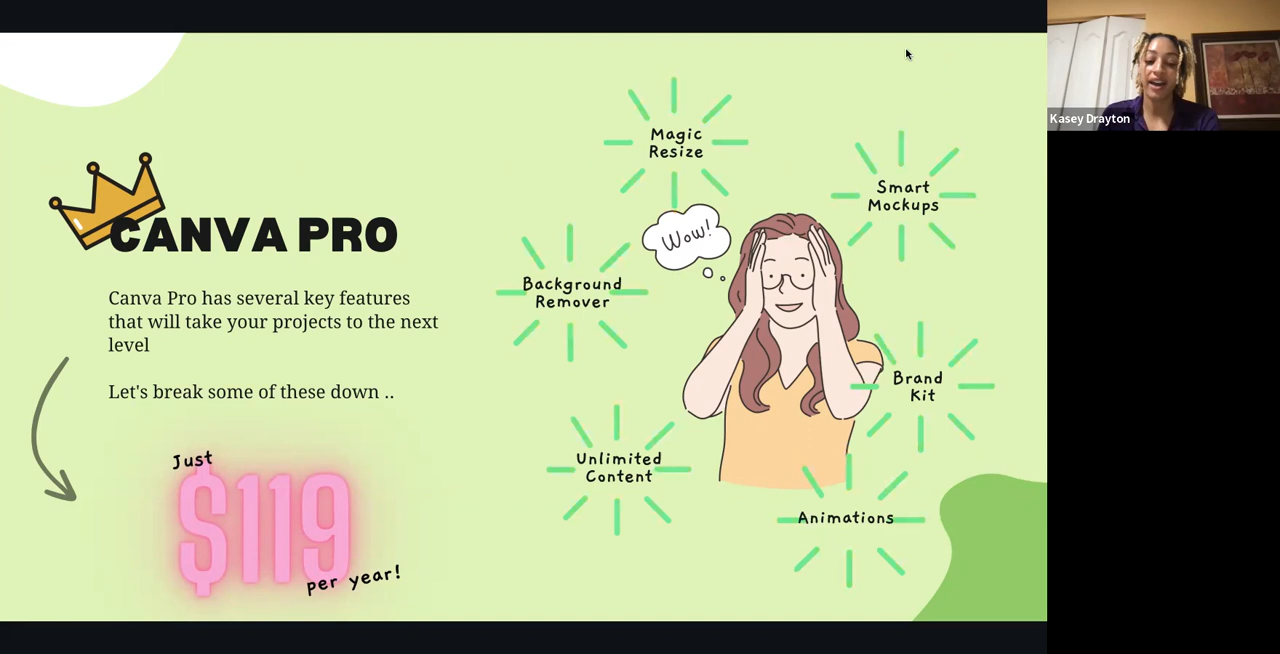 CANVA PRO
Canva Pro has several key features
that will take your projects to the next
level
Let's break some of these down ..
Just
$119
per year!
Magic
Resize
Smart
Mockups
Wow!
Background
Remover
Brand
Kit
Unlimited
Content
Animations
Kasey Drayton